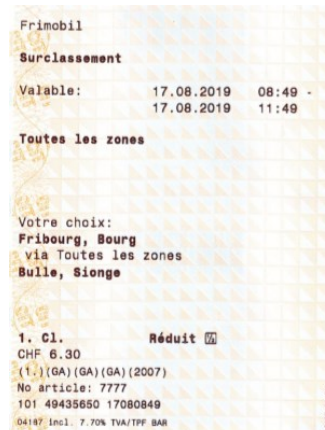 Frimobil
Surclassement
Valable: 17.08.2019 08:49 -
17.08.2019 11:49
Toutes les zones
Votre choix:
Fribourg, Bourg
via Toutes les zones
Bulle, Sionge
1. Cl. Réduit ½
CHF 6.30
(1.)(GA)(GA)(GA)(2007)
No article: 7777
101 49435650 17080849
04187 Incl. 7.70% TVA/TPF BAR